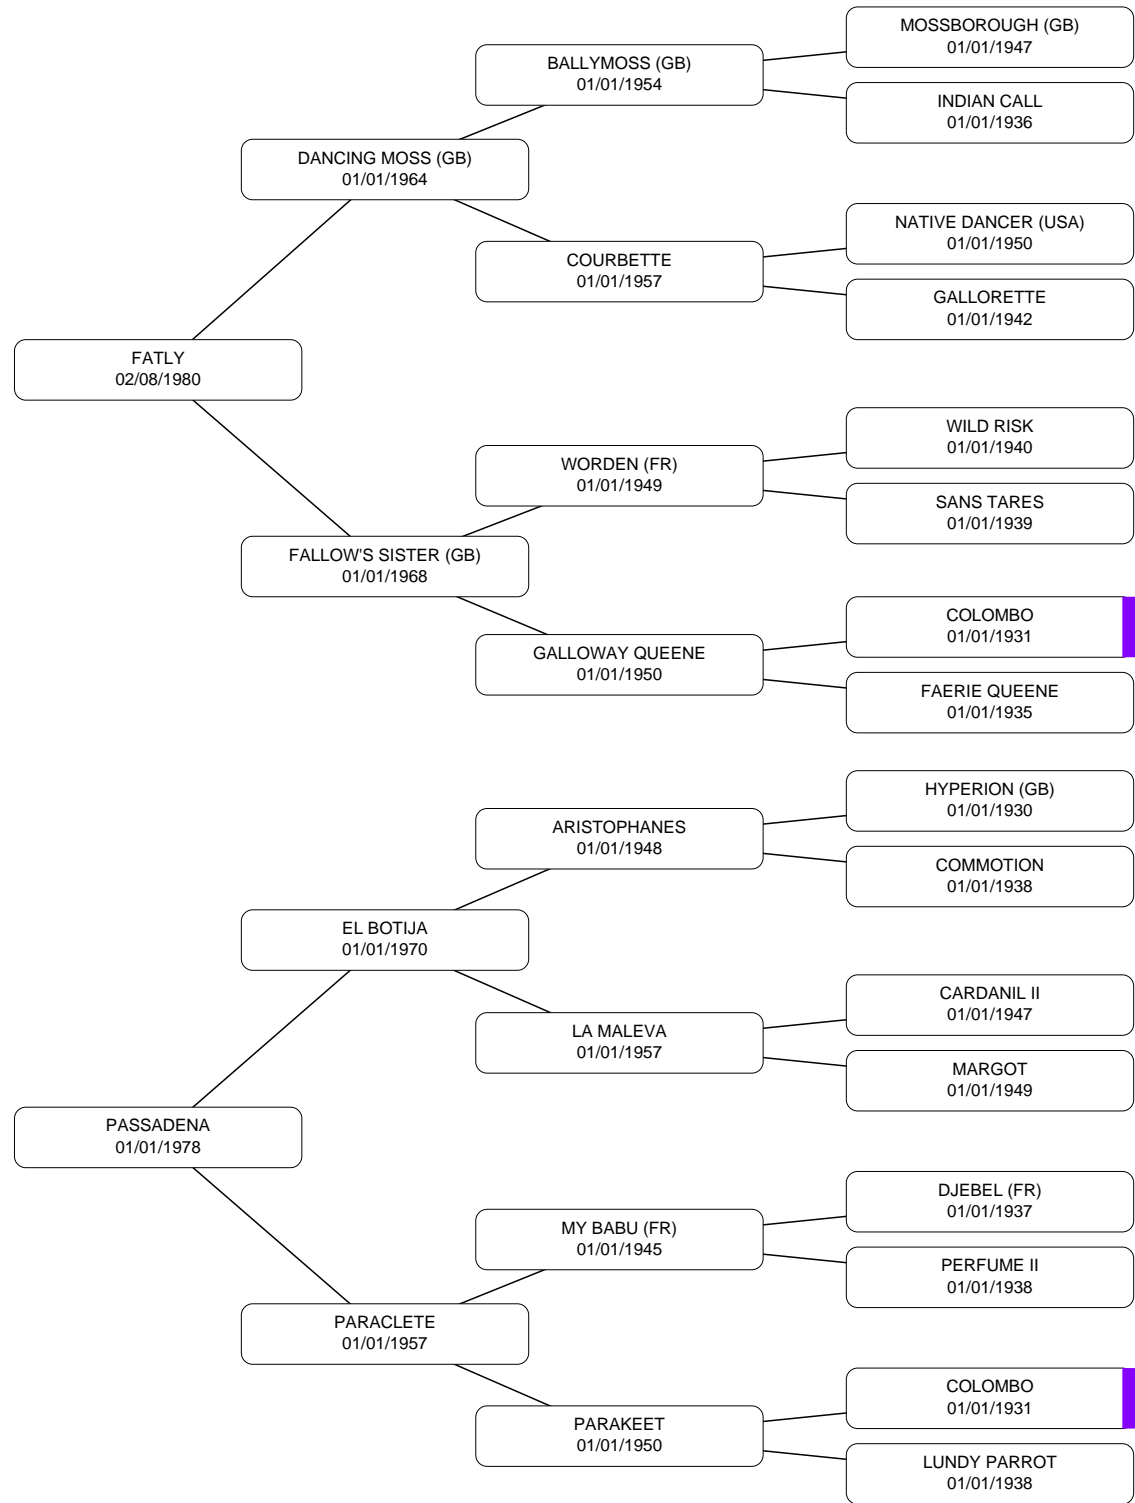 MOSSBOROUGH (GB)
01/01/1947
BALLYMOSS (GB)
01/01/1954
INDIAN CALL
01/01/1936
DANCING MOSS (GB)
01/01/1964
NATIVE DANCER (USA)
01/01/1950
COURBETTE
01/01/1957
GALLORETTE
01/01/1942
FATLY
02/08/1980
WILD RISK
01/01/1940
WORDEN (FR)
01/01/1949
SANS TARES
01/01/1939
FALLOW'S SISTER (GB)
01/01/1968
COLOMBO
01/01/1931
GALLOWAY QUEENE
01/01/1950
FAERIE QUEENE
01/01/1935
HYPERION (GB)
01/01/1930
ARISTOPHANES
01/01/1948
COMMOTION
01/01/1938
EL BOTIJA
01/01/1970
CARDANIL II
01/01/1947
LA MALEVA
01/01/1957
MARGOT
01/01/1949
PASSADENA
01/01/1978
DJEBEL (FR)
01/01/1937
MY BABU (FR)
01/01/1945
PERFUME II
01/01/1938
PARACLETE
01/01/1957
COLOMBO
01/01/1931
PARAKEET
01/01/1950
LUNDY PARROT
01/01/1938